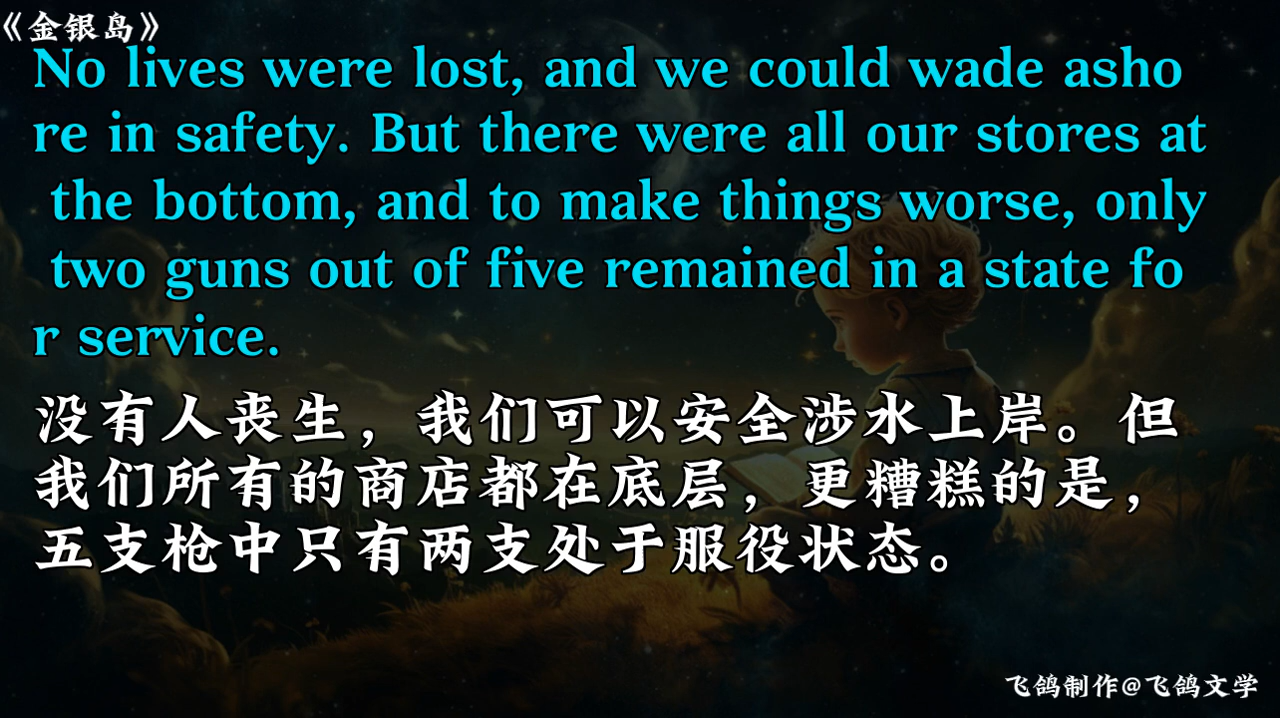 《金银岛》
No lives were lost, and we could wade asho
re in safety. But there were all our stores at
the bottom, and to make things worse, only
two guns out of five remained in a state fo
r service.
没有人丧生，我们可以安全涉水上岸。但
我们所有的商店都在底层，更糟糕的是，
五支枪中只有两支处于服役状态。
飞鸽制作@飞鸽文学